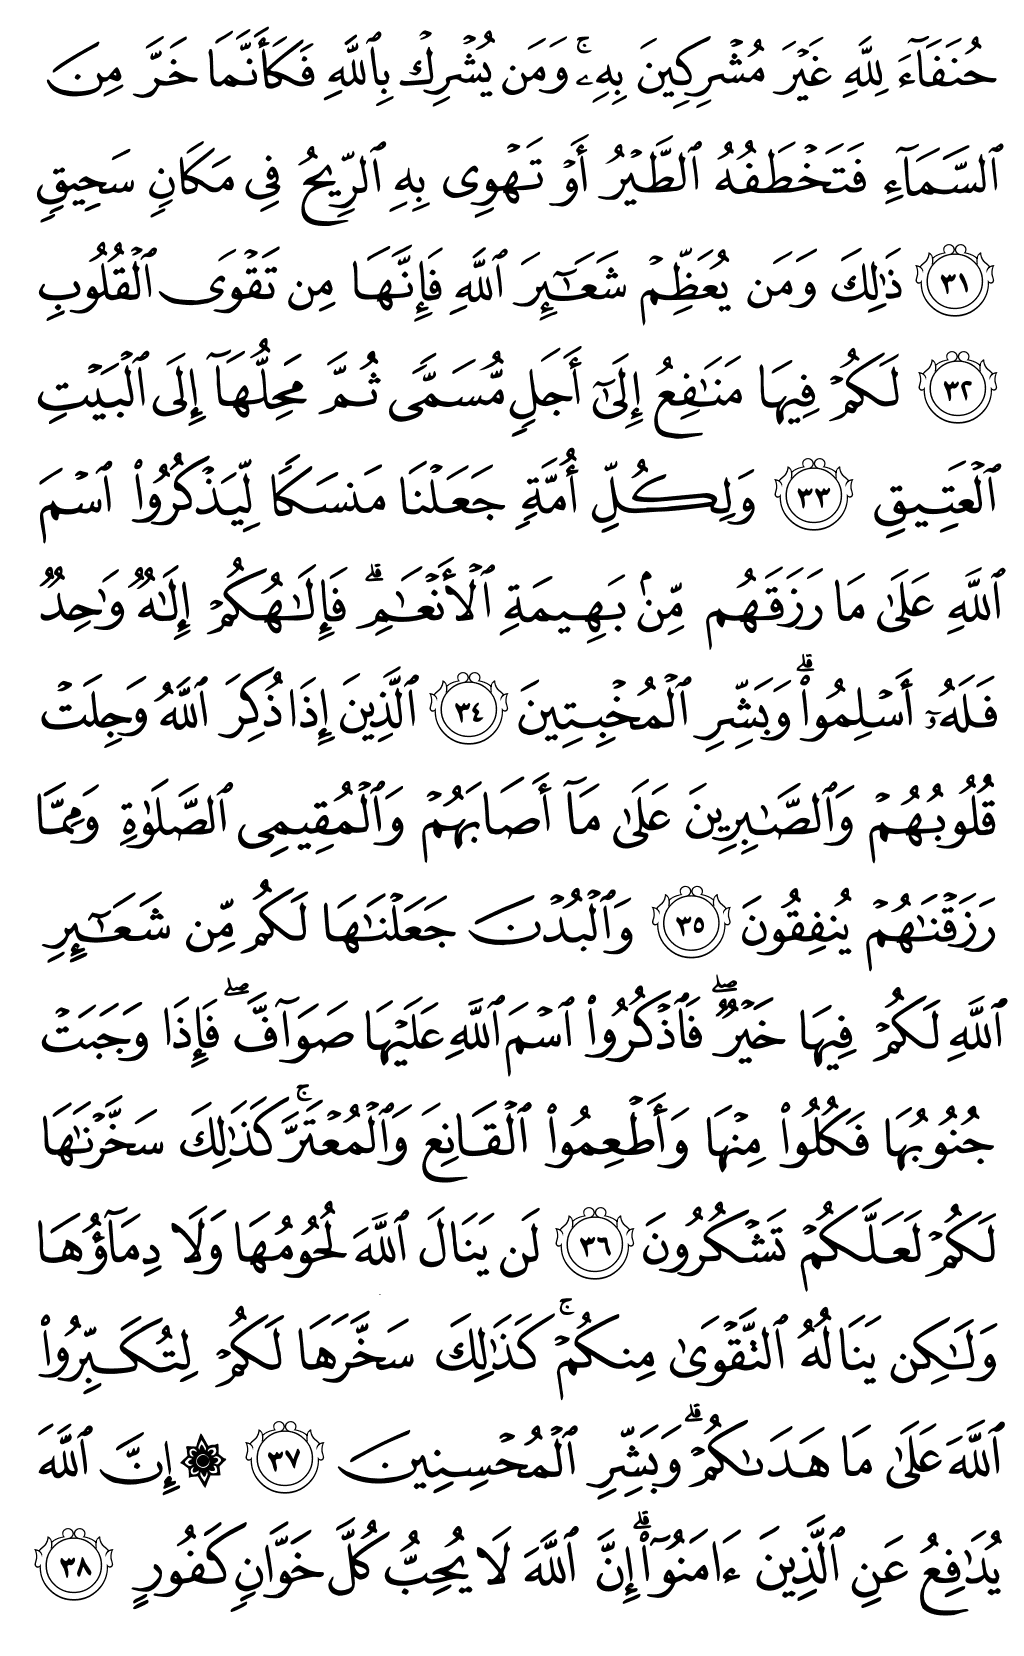 حُنَفَآءَ لِلَّهِ غَيْرَ مُشْرِكِينَ بِهِۦ ۚ وَمَن يُشْرِكْ بِٱللَّهِ فَكَأَنَّمَا خَرَّ مِنَ
ٱلسَّمَآءِ فَتَخْطَفُهُ ٱلطَّيْرُ أَوْ تَهْوِى بِهِ ٱلرِّيحُ فِى مَكَانٍ سَحِيقٍ
٣١ ذَٰلِكَ وَمَن يُعَظِّمْ شَعَـٰٓئِرَ ٱللَّهِ فَإِنَّهَا مِن تَقْوَى ٱلْقُلُوبِ
٣٢ لَكُمْ فِيهَا مَنَـٰفِعُ إِلَىٰٓ أَجَلٍ مُّسَمًّى ثُمَّ مَحِلُّهَآ إِلَى ٱلْبَيْتِ
ٱلْعَتِيقِ ٣٣ وَلِكُلِّ أُمَّةٍ جَعَلْنَا مَنسَكًا لِّيَذْكُرُوا۟ ٱسْمَ
ٱللَّهِ عَلَىٰ مَا رَزَقَهُم مِّنۢ بَهِيمَةِ ٱلْأَنْعَـٰمِ ۗ فَإِلَـٰهُكُمْ إِلَـٰهٌ وَٰحِدٌ
فَلَهُۥٓ أَسْلِمُوا۟ ۗ وَبَشِّرِ ٱلْمُخْبِتِينَ ٣٤ ٱلَّذِينَ إِذَا ذُكِرَ ٱللَّهُ وَجِلَتْ
قُلُوبُهُمْ وَٱلصَّـٰبِرِينَ عَلَىٰ مَآ أَصَابَهُمْ وَٱلْمُقِيمِى ٱلصَّلَوٰةِ وَمِمَّا
رَزَقْنَـٰهُمْ يُنفِقُونَ ٣٥ وَٱلْبُدْنَ جَعَلْنَـٰهَا لَكُم مِّن شَعَـٰٓئِرِ
ٱللَّهِ لَكُمْ فِيهَا خَيْرٌ ۖ فَٱذْكُرُوا۟ ٱسْمَ ٱللَّهِ عَلَيْهَا صَوَآفَّ ۖ فَإِذَا وَجَبَتْ
جُنُوبُهَا فَكُلُوا۟ مِنْهَا وَأَطْعِمُوا۟ ٱلْقَانِعَ وَٱلْمُعْتَرَّ ۚ كَذَٰلِكَ سَخَّرْنَـٰهَا
لَكُمْ لَعَلَّكُمْ تَشْكُرُونَ ٣٦ لَن يَنَالَ ٱللَّهَ لُحُومُهَا وَلَا دِمَآؤُهَا
وَلَـٰكِن يَنَالُهُ ٱلتَّقْوَىٰ مِنكُمْ ۚ كَذَٰلِكَ سَخَّرَهَا لَكُمْ لِتُكَبِّرُوا۟
ٱللَّهَ عَلَىٰ مَا هَدَىٰكُمْ ۗ وَبَشِّرِ ٱلْمُحْسِنِينَ ٣٧ ۞ إِنَّ ٱللَّهَ
يُدَٰفِعُ عَنِ ٱلَّذِينَ ءَامَنُوٓا۟ ۗ إِنَّ ٱللَّهَ لَا يُحِبُّ كُلَّ خَوَّانٍ كَفُورٍ ٣٨